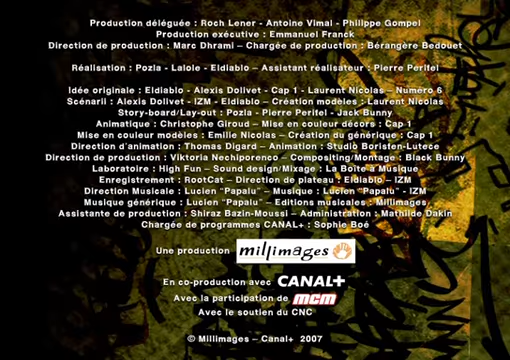 Production déléguée : Roch Lener - Antoine Vimal - Philippe Gompel
Production exécutive : Emmanuel Franck
Direction de production : Marc Dhrami – Chargée de production : Bérangère Bedouet
Réalisation : Pozla - Lalole - Eldiablo – Assistant réalisateur : Pierre Perifel
Idée originale : Eldiablo - Alexis Dolivet - Cap 1 - Laurent Nicolas – Numéro 6
Scénarii : Alexis Dolivet - IZM - Eldiablo – Création modèles : Laurent Nicolas
Story-board/Lay-out : Pozla - Pierre Perifel - Jack Bunny
Animatique : Christophe Giroud – Mise en couleur décors : Cap 1
Mise en couleur modèles : Emilie Nicolas – Création du générique : Cap 1
Direction d'animation : Thomas Digard – Animation : Studio Boristen-Lutece
Direction de production : Viktoria Nechiporenco – Compositing/Montage : Black Bunny
Laboratoire : High Fun – Sound design/Mixage : La Boîte à Musique
Enregistrement : RootCat – Direction de plateau : Eldiablo – IZM
Direction Musicale : Lucien "Papalu" – Musique : Lucien "Papalu" - IZM
Musique générique : Lucien "Papalu" – Editions musicales : Millimages
Assistante de production : Shiraz Bazin-Moussi – Administration : Mathilde Dakin
Chargée de programmes CANAL+ : Sophie Boé
Une production millimages
En co-production avec CANAL+
Avec la participation de mcm
Avec le soutien du CNC
© Millimages – Canal+ 2007